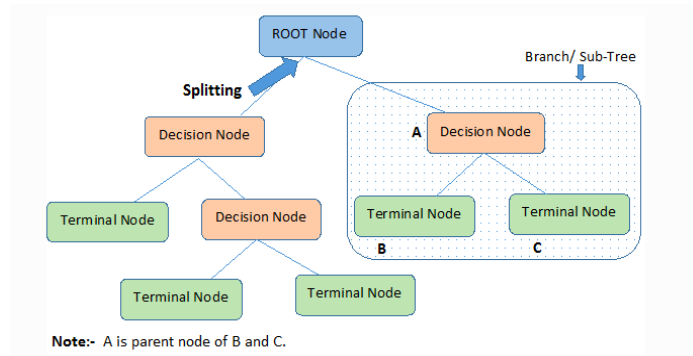 ROOT Node
Branch/ Sub-Tree
Splitting
Decision Node
A
Decision Node
Terminal Node
Decision Node
Terminal Node
Terminal Node
B
C
Terminal Node
Terminal Node
Note:- A is parent node of B and C.